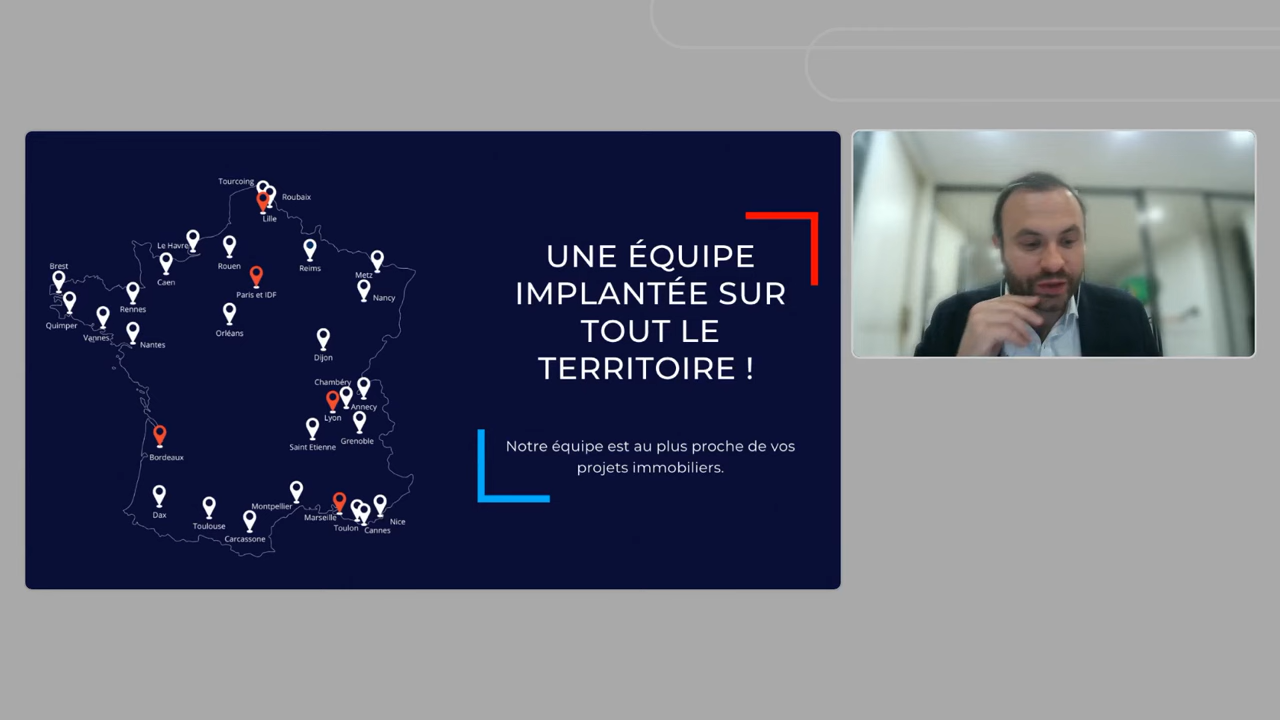 Tourcoing
Roubaix
Lille
Le Havre
Rouen
Reims
Metz
Caen
Brest
Paris et IDF
Nancy
Rennes
Quimper
Vannes
Orléans
Nantes
Dijon
Chambéry
Annecy
Lyon
Grenoble
Saint Etienne
Bordeaux
Montpellier
Dax
Marseille
Toulouse
Toulon
Nice
Cannes
Carcassone
UNE ÉQUIPE
IMPLANTÉE SUR
TOUT LE
TERRITOIRE !
Notre équipe est au plus proche de vos
projets immobiliers.